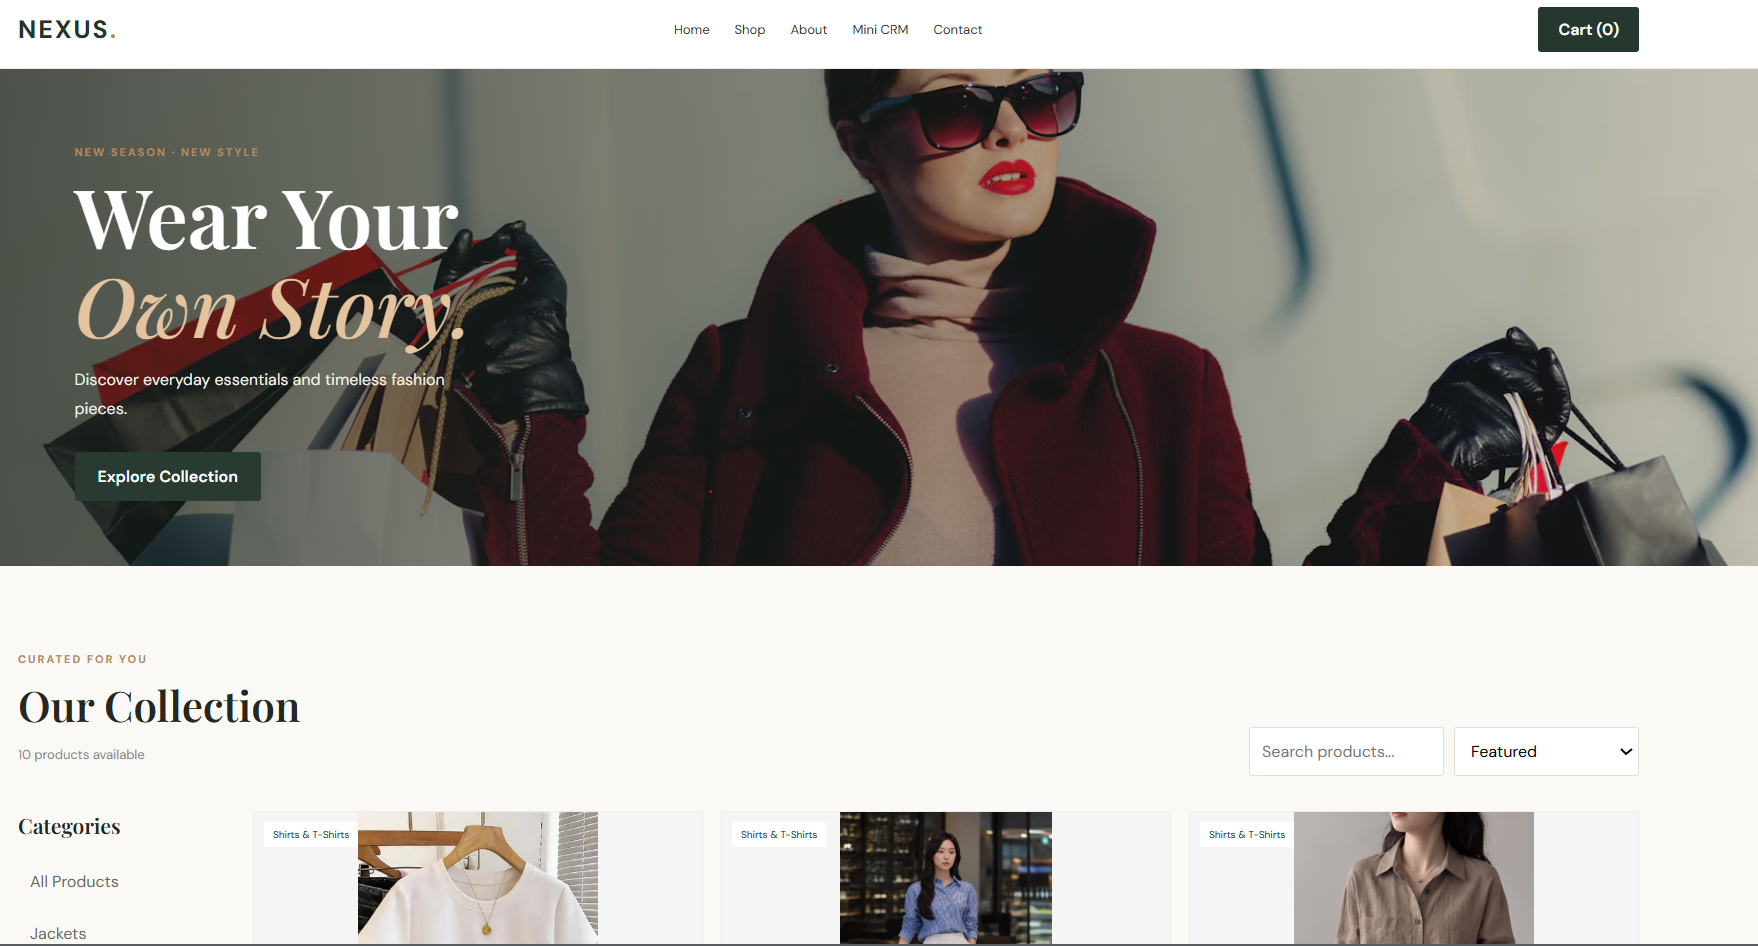 NEXUS.
Home
Shop
About
Mini CRM
Contact
Cart (0)
NEW SEASON · NEW STYLE
Wear Your
Own Story.
Discover everyday essentials and timeless fashion
pieces.
Explore Collection
CURATED FOR YOU
Our Collection
10 products available
Search products...
Featured
Categories
All Products
Jackets
Shirts & T-Shirts
Shirts & T-Shirts
Shirts & T-Shirts